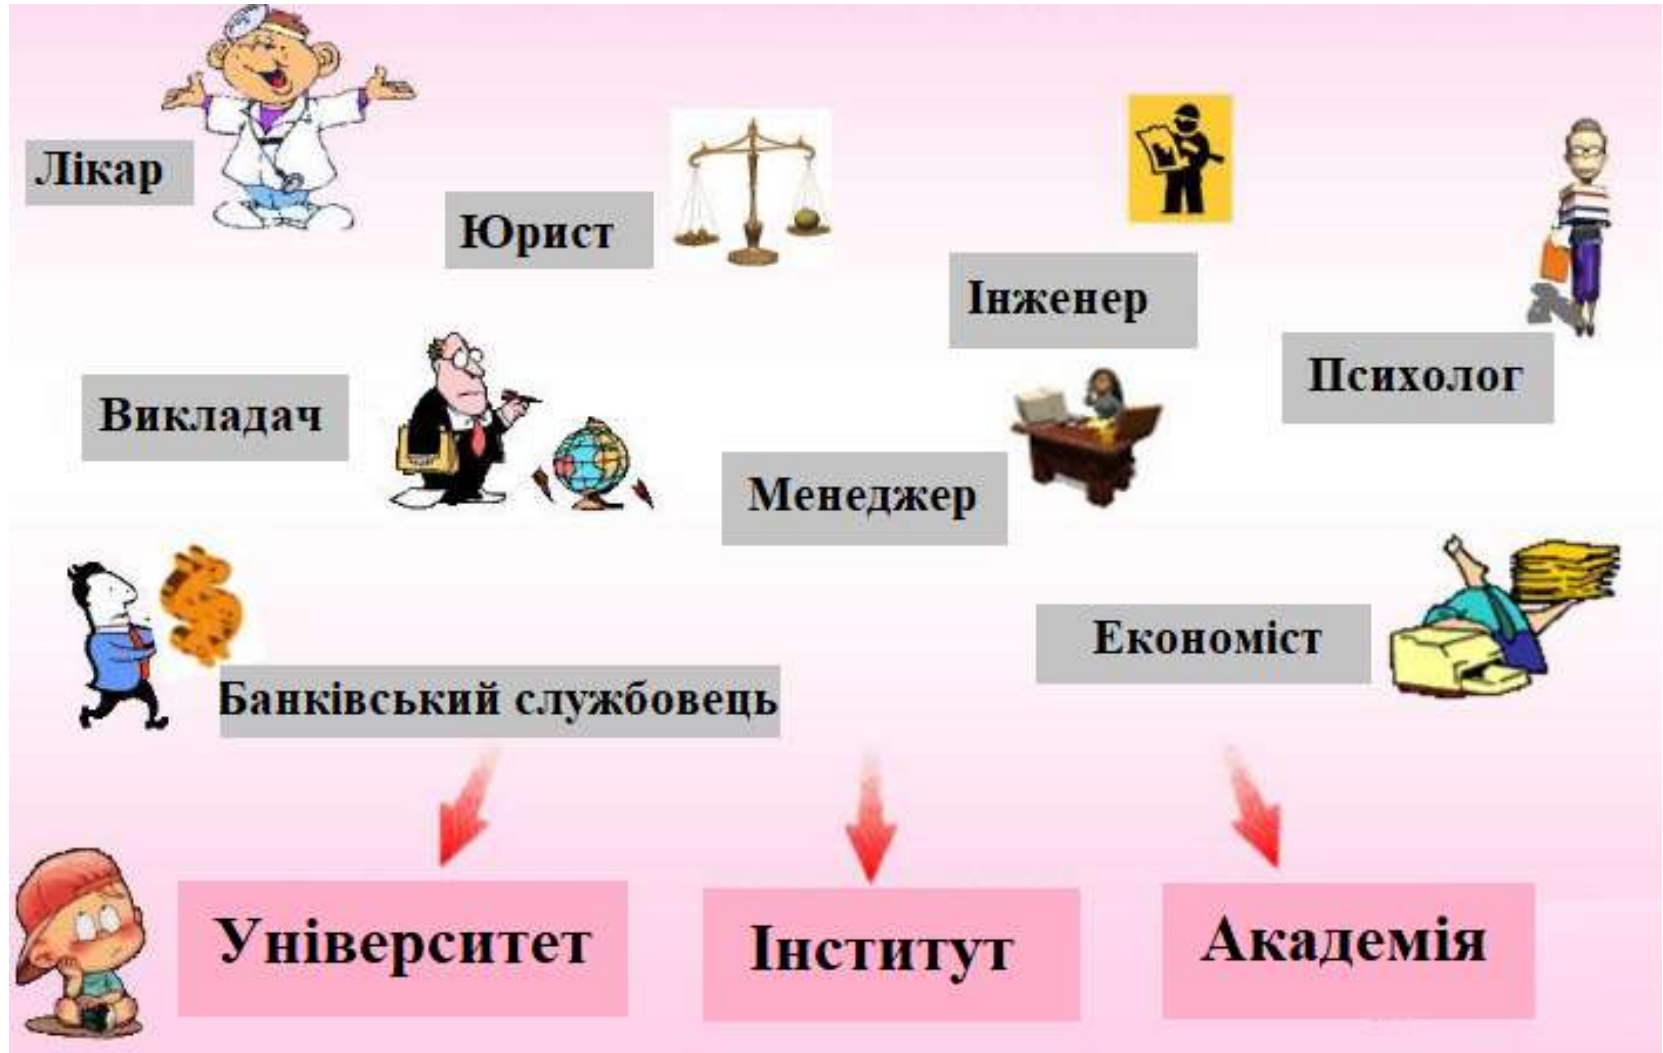 Лікар
Юрист
Інженер
Психолог
Викладач
Менеджер
Економіст
Банківський службовець
Університет
Інститут
Академія